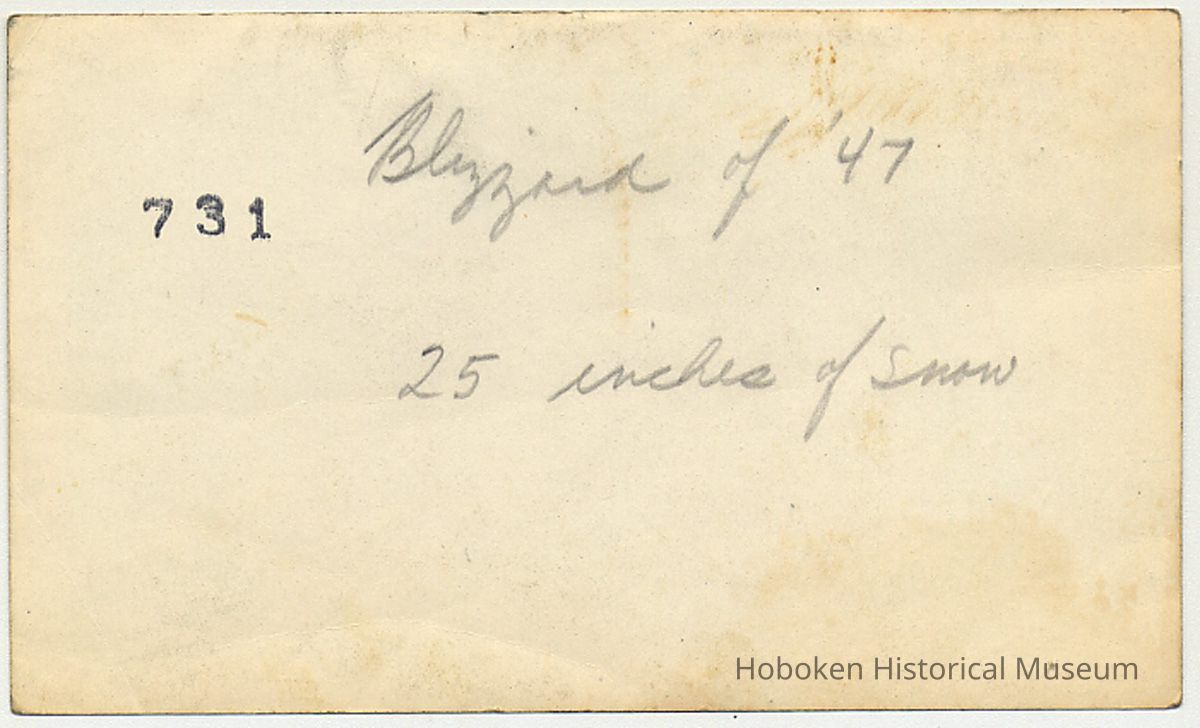 Blizzard of '47
731
25 inches of snow
Hoboken Historical Museum